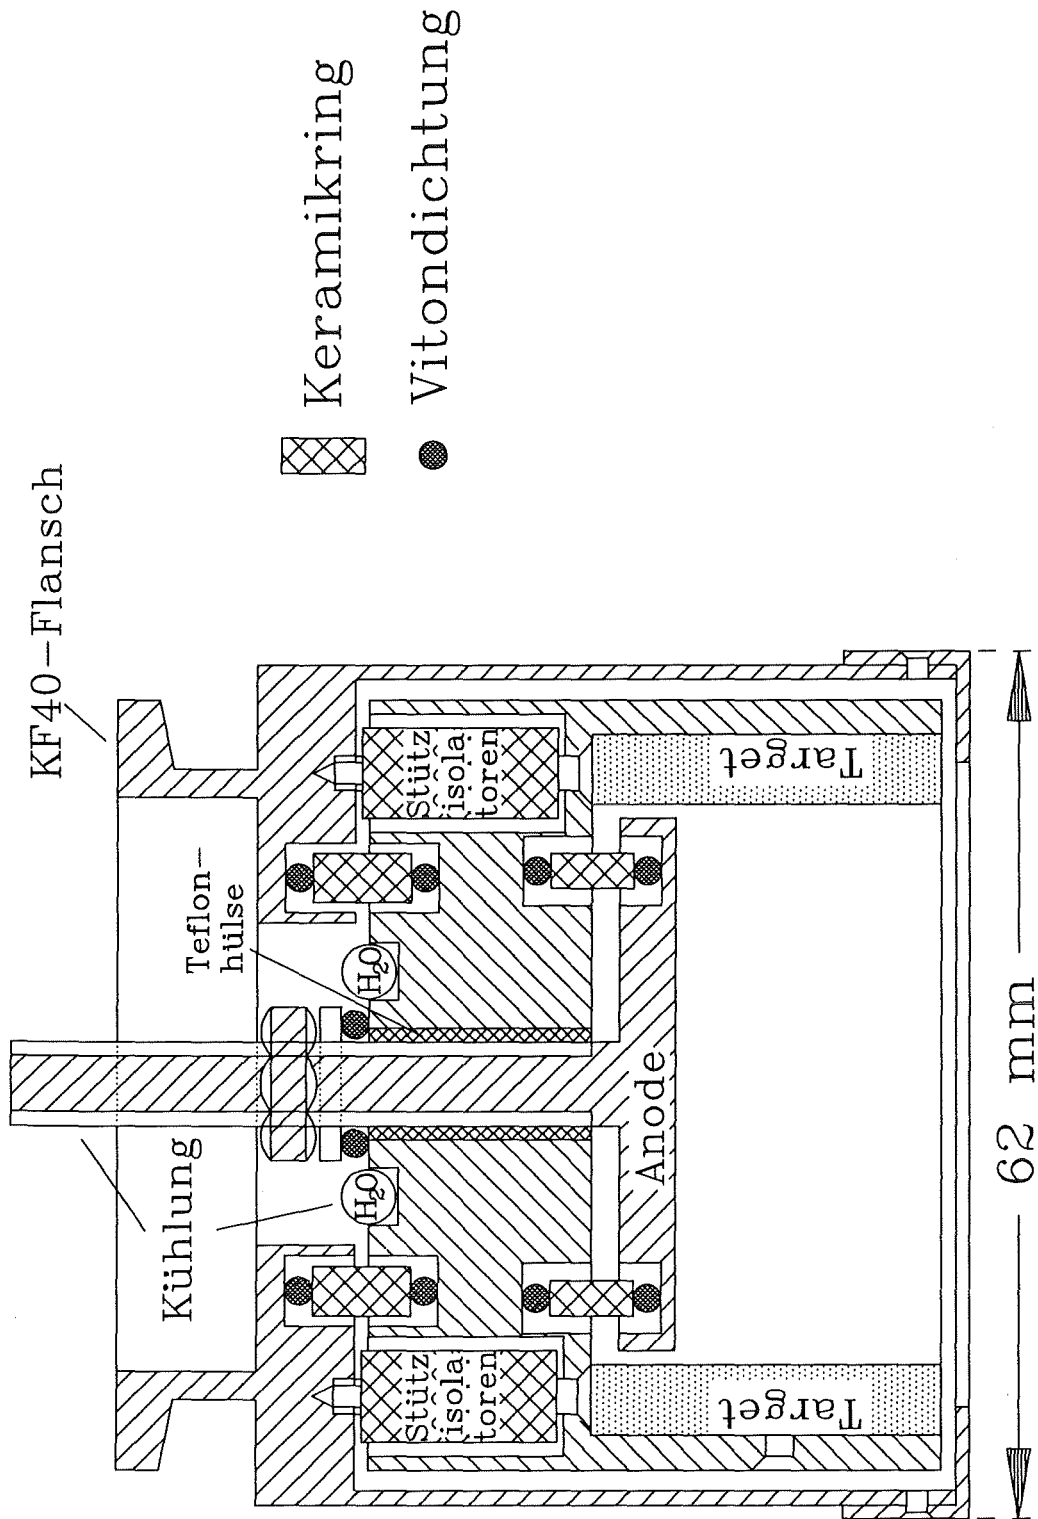 KF40-Flansch
Keramikring
Vitondichtung
Teflon-
hülse
Kühlung
H2O
H2O
Stütz
isola
toren
Stütz
isola
toren
Anode
Target
Target
62 mm